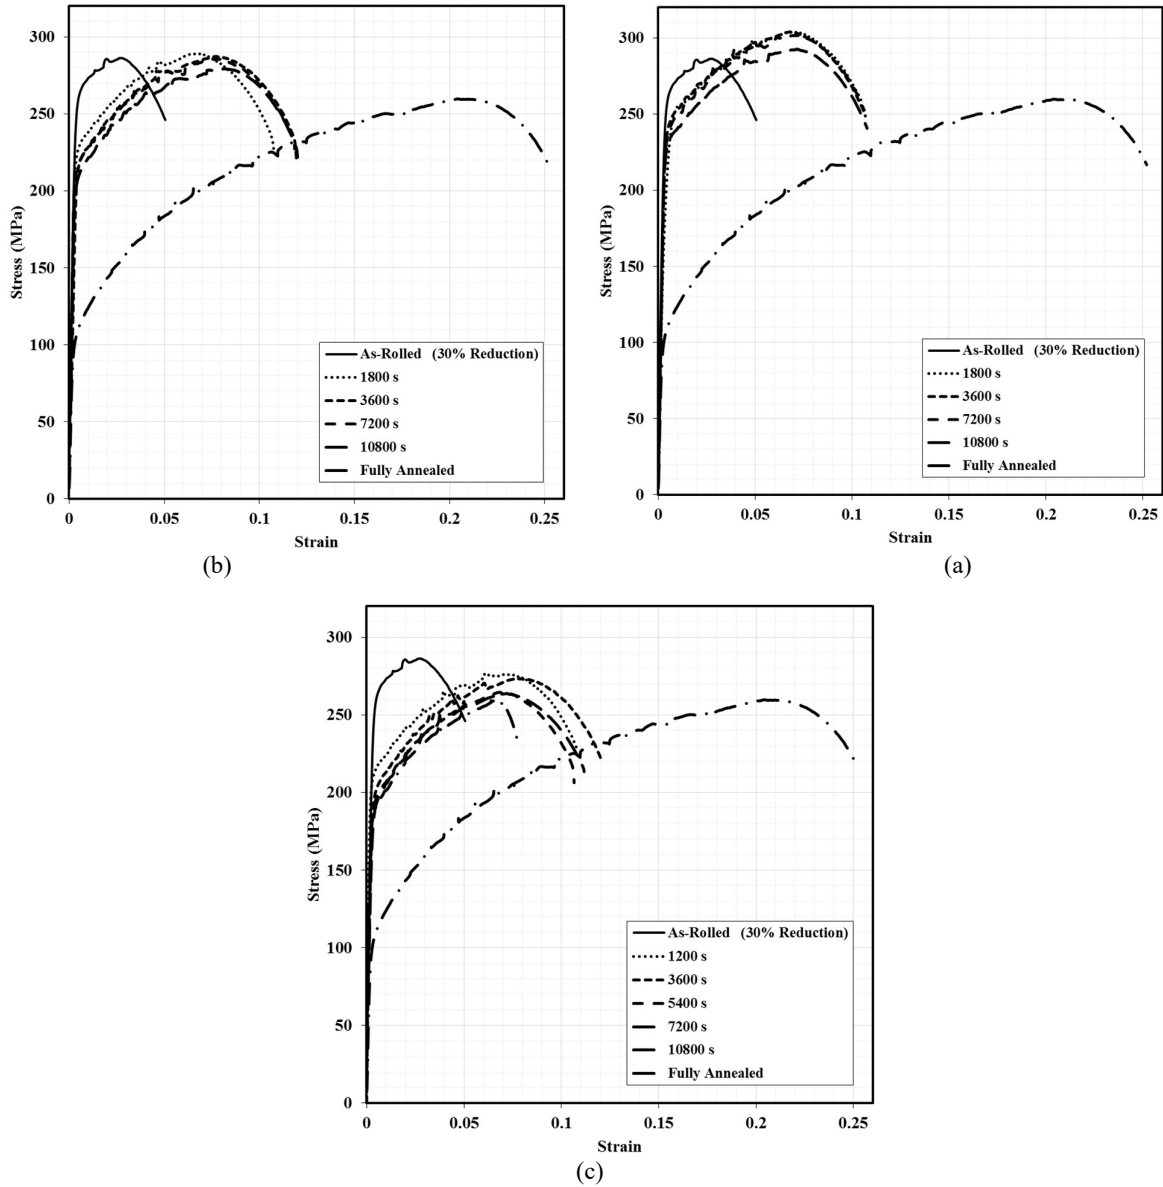 300
250
200
150
100
50
0
Stress (MPa)
As-Rolled (30% Reduction)
1800 s
3600 s
7200 s
10800 s
Fully Annealed
0 0.05 0.1 0.15 0.2 0.25
Strain
(b)
300
250
200
150
100
50
0
Stress (MPa)
As-Rolled (30% Reduction)
1800 s
3600 s
7200 s
10800 s
Fully Annealed
0 0.05 0.1 0.15 0.2 0.25
Strain
(a)
300
250
200
150
100
50
0
Stress (MPa)
As-Rolled (30% Reduction)
1200 s
3600 s
5400 s
7200 s
10800 s
Fully Annealed
0 0.05 0.1 0.15 0.2 0.25
Strain
(c)